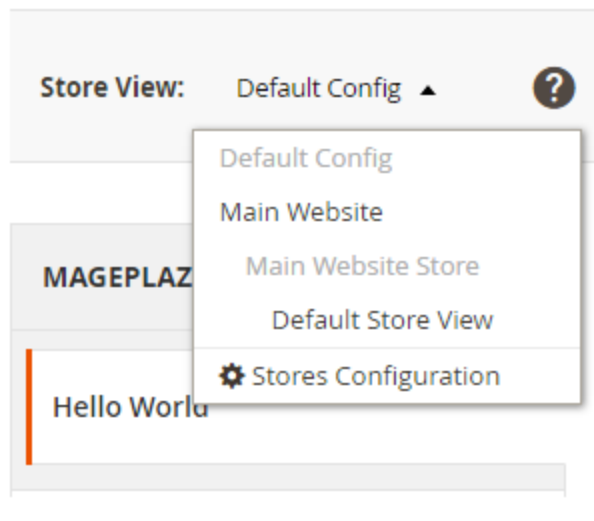 Store View: Default Config ?
Default Config
Main Website
Main Website Store
Default Store View
Stores Configuration
MAGEPLAZ
Hello World